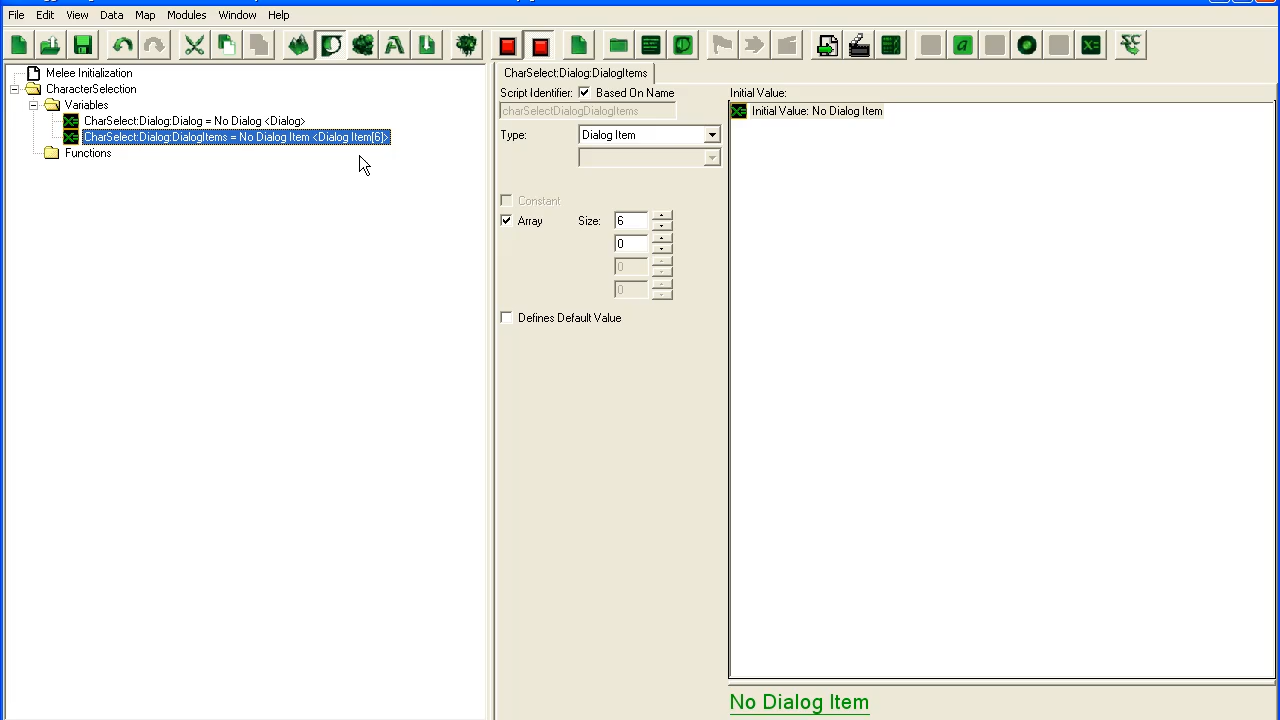 File Edit View Data Map Modules Window Help
Melee Initialization
CharacterSelection
Variables
CharSelect:Dialog:Dialog = No Dialog <Dialog>
CharSelect:Dialog:DialogItems = No Dialog Item <Dialog Item[6]>
Functions
CharSelect:Dialog:DialogItems
Script Identifier: Based On Name
charSelectDialogDialogItems
Type: Dialog Item
Constant
Array Size: 6
0
0
0
Defines Default Value
Initial Value:
Initial Value: No Dialog Item
No Dialog Item